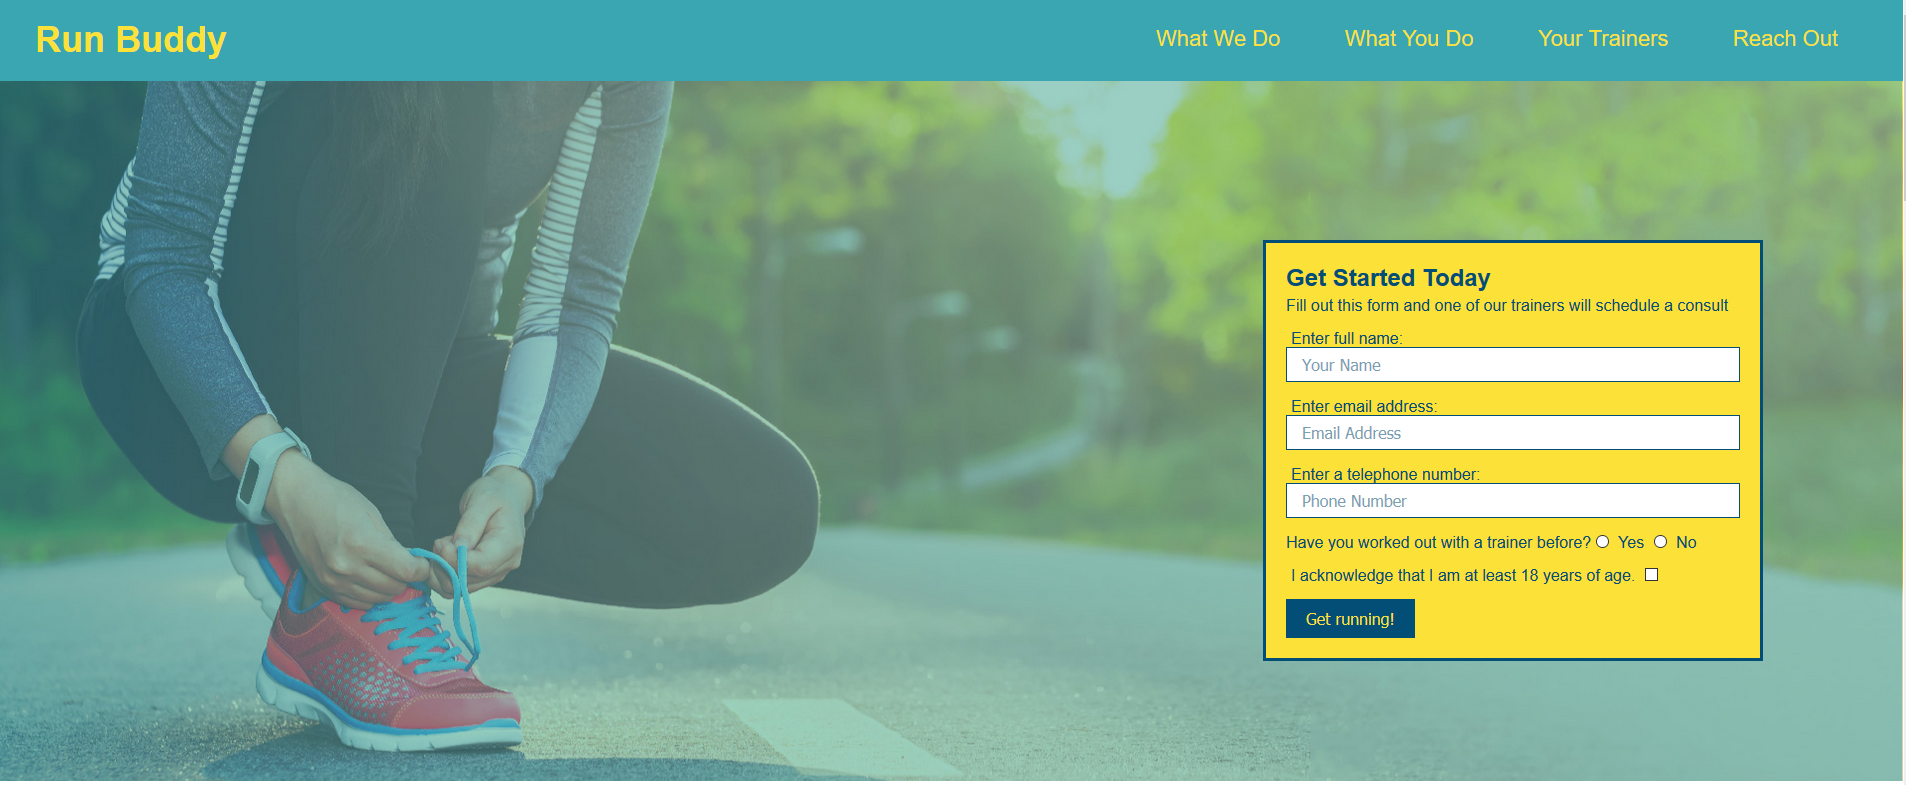 Run Buddy
What We Do
What You Do
Your Trainers
Reach Out
Get Started Today
Fill out this form and one of our trainers will schedule a consult
Enter full name:
Your Name
Enter email address:
Email Address
Enter a telephone number:
Phone Number
Have you worked out with a trainer before? Yes No
I acknowledge that I am at least 18 years of age.
Get running!